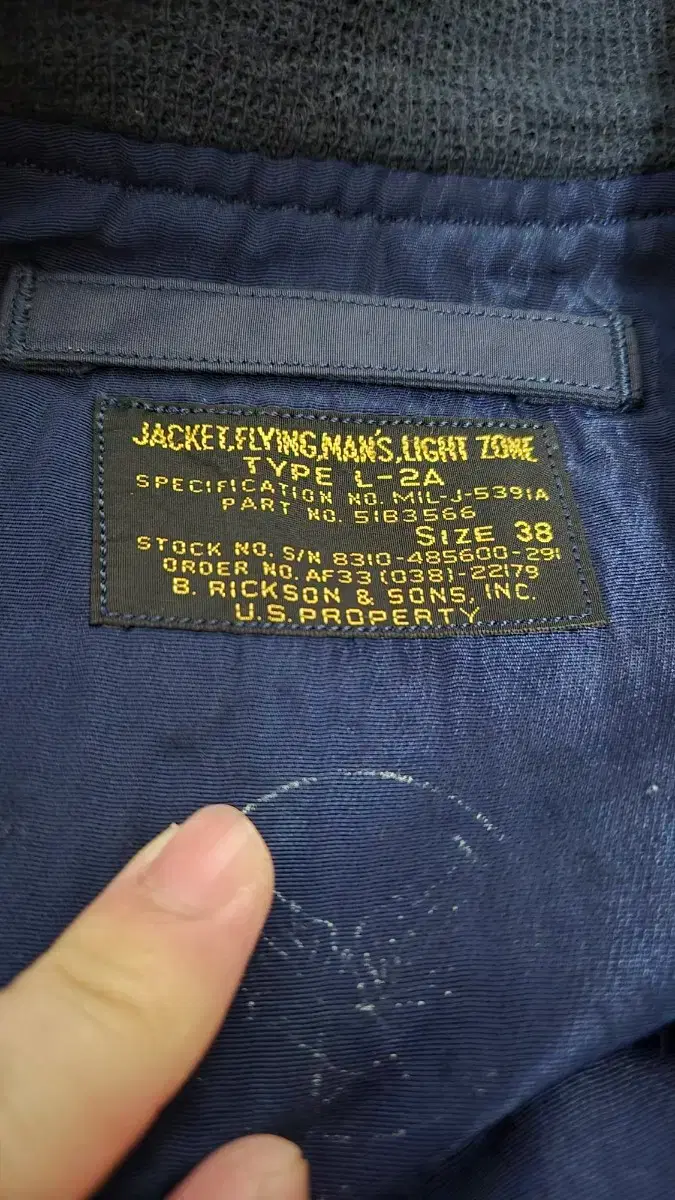 JACKET,FLYING,MAN'S,LIGHT ZONE
TYPE L-2A
SPECIFICATION NO. MIL-J-5391A
PART NO. 51B3566
SIZE 38
STOCK NO. S/N 8310-485600-291
ORDER NO. AF33(038)-22179
B. RICKSON & SONS, INC.
U.S. PROPERTY